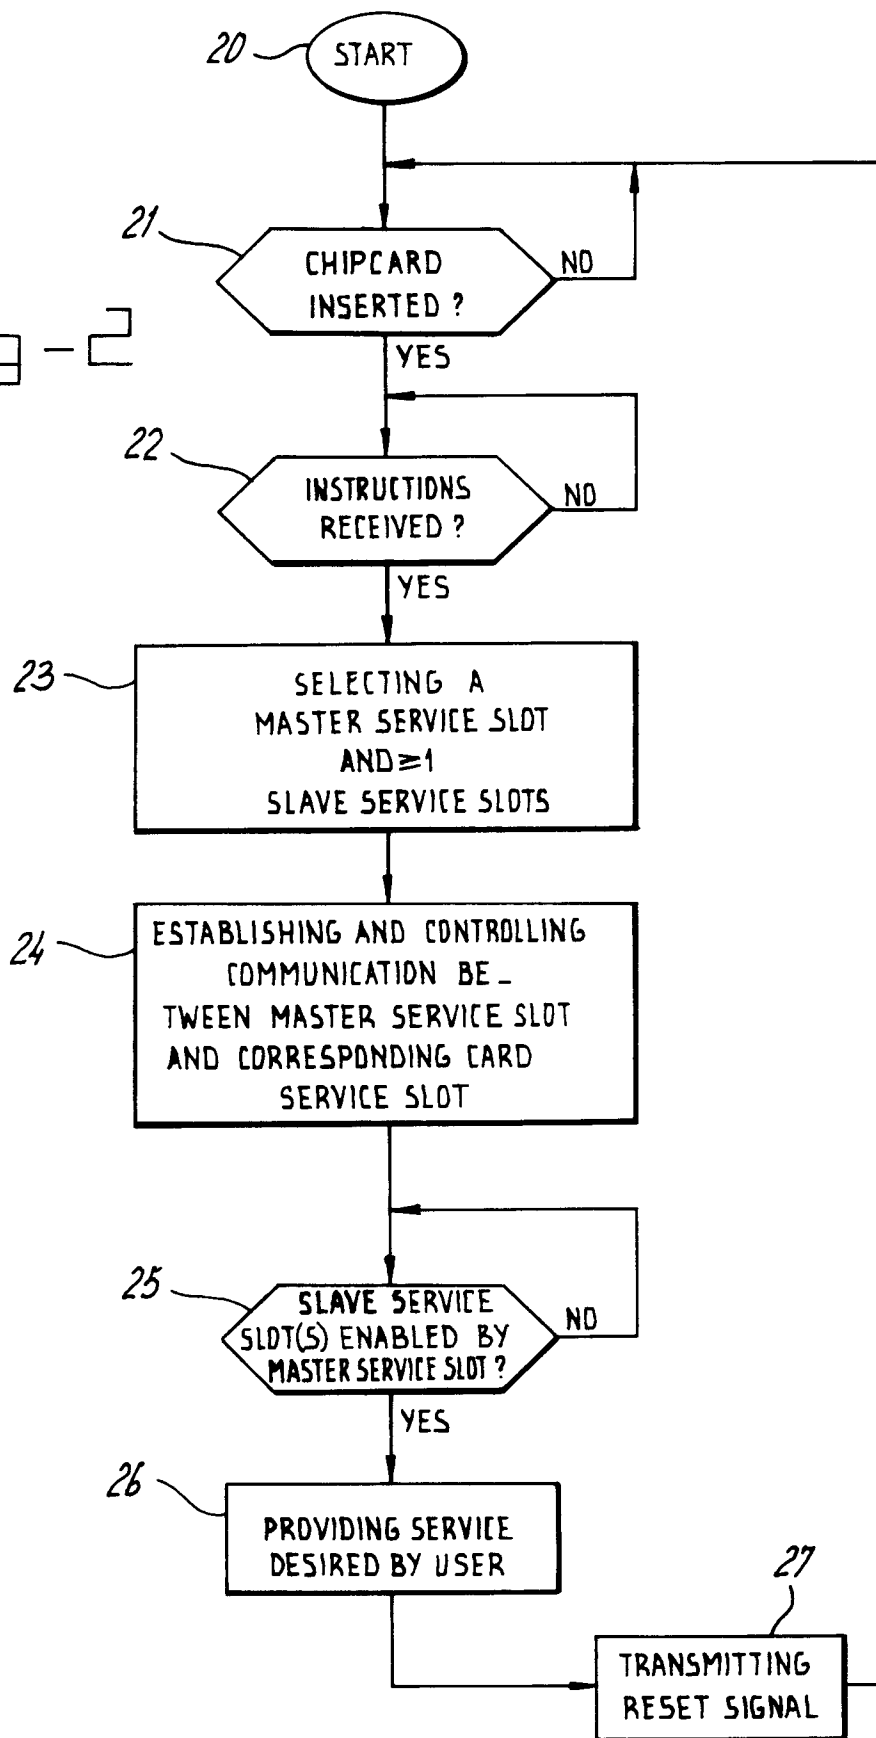 20
START
21
CHIPCARD
INSERTED ?
NO
g-2
YES
22
INSTRUCTIONS
RECEIVED ?
NO
YES
23
SELECTING A
MASTER SERVICE SLOT
AND ≥1
SLAVE SERVICE SLOTS
24
ESTABLISHING AND CONTROLLING
COMMUNICATION BE-
TWEEN MASTER SERVICE SLOT
AND CORRESPONDING CARD
SERVICE SLOT
25
SLAVE SERVICE
SLOT(S) ENABLED BY
MASTER SERVICE SLOT ?
NO
YES
26
PROVIDING SERVICE
DESIRED BY USER
27
TRANSMITTING
RESET SIGNAL